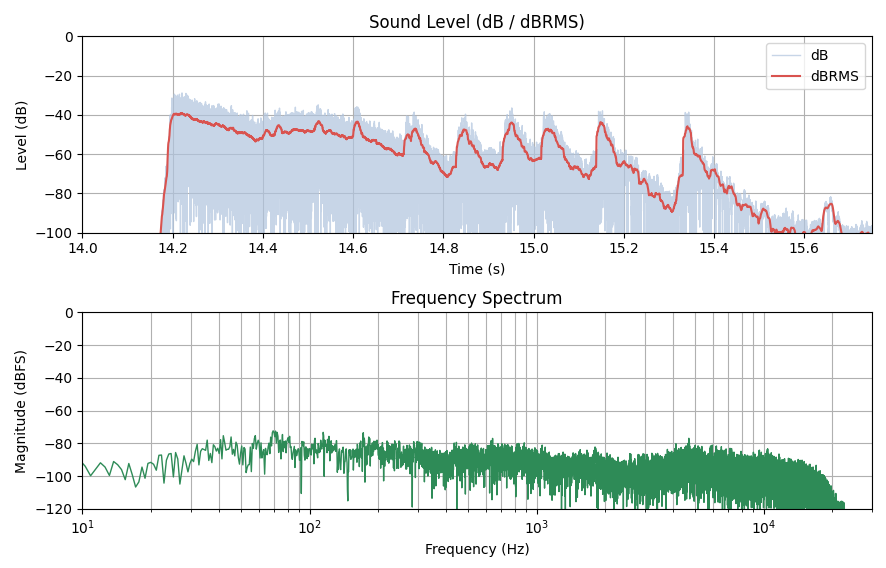 Sound Level (dB / dBRMS)
Level (dB)
0
−20
−40
−60
−80
−100
dB
dBRMS
14.0 14.2 14.4 14.6 14.8 15.0 15.2 15.4 15.6
Time (s)
Frequency Spectrum
Magnitude (dBFS)
0
−20
−40
−60
−80
−100
−120
10¹ 10² 10³ 10⁴
Frequency (Hz)